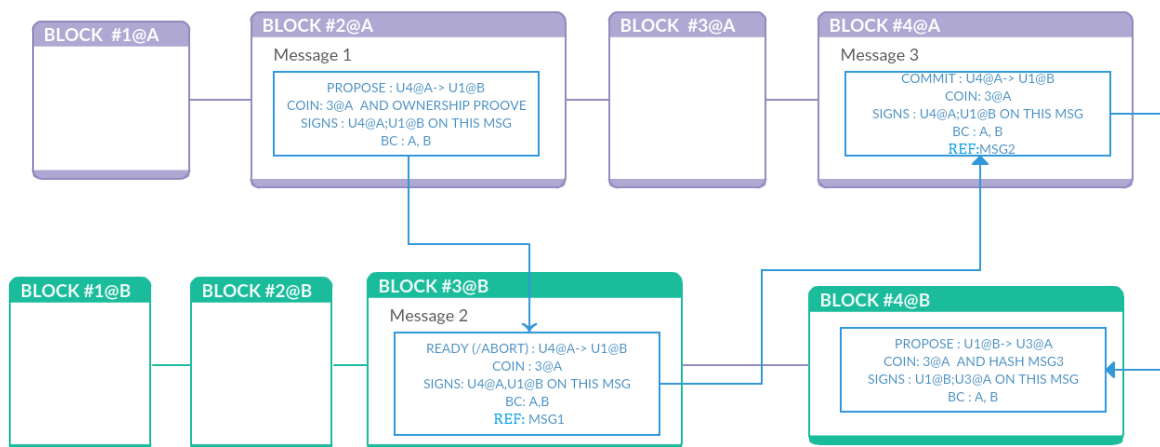 BLOCK #1@A
BLOCK #2@A
Message 1
PROPOSE : U4@A-> U1@B
COIN: 3@A AND OWNERSHIP PROOVE
SIGNS : U4@A;U1@B ON THIS MSG
BC : A, B
BLOCK #3@A
BLOCK #4@A
Message 3
COMMIT : U4@A-> U1@B
COIN: 3@A
SIGNS : U4@A;U1@B ON THIS MSG
BC : A, B
REF:MSG2
BLOCK #1@B
BLOCK #2@B
BLOCK #3@B
Message 2
READY (/ABORT) : U4@A-> U1@B
COIN : 3@A
SIGNS: U4@A,U1@B ON THIS MSG
BC: A,B
REF: MSG1
BLOCK #4@B
PROPOSE : U1@B-> U3@A
COIN: 3@A AND HASH MSG3
SIGNS : U1@B;U3@A ON THIS MSG
BC : A, B